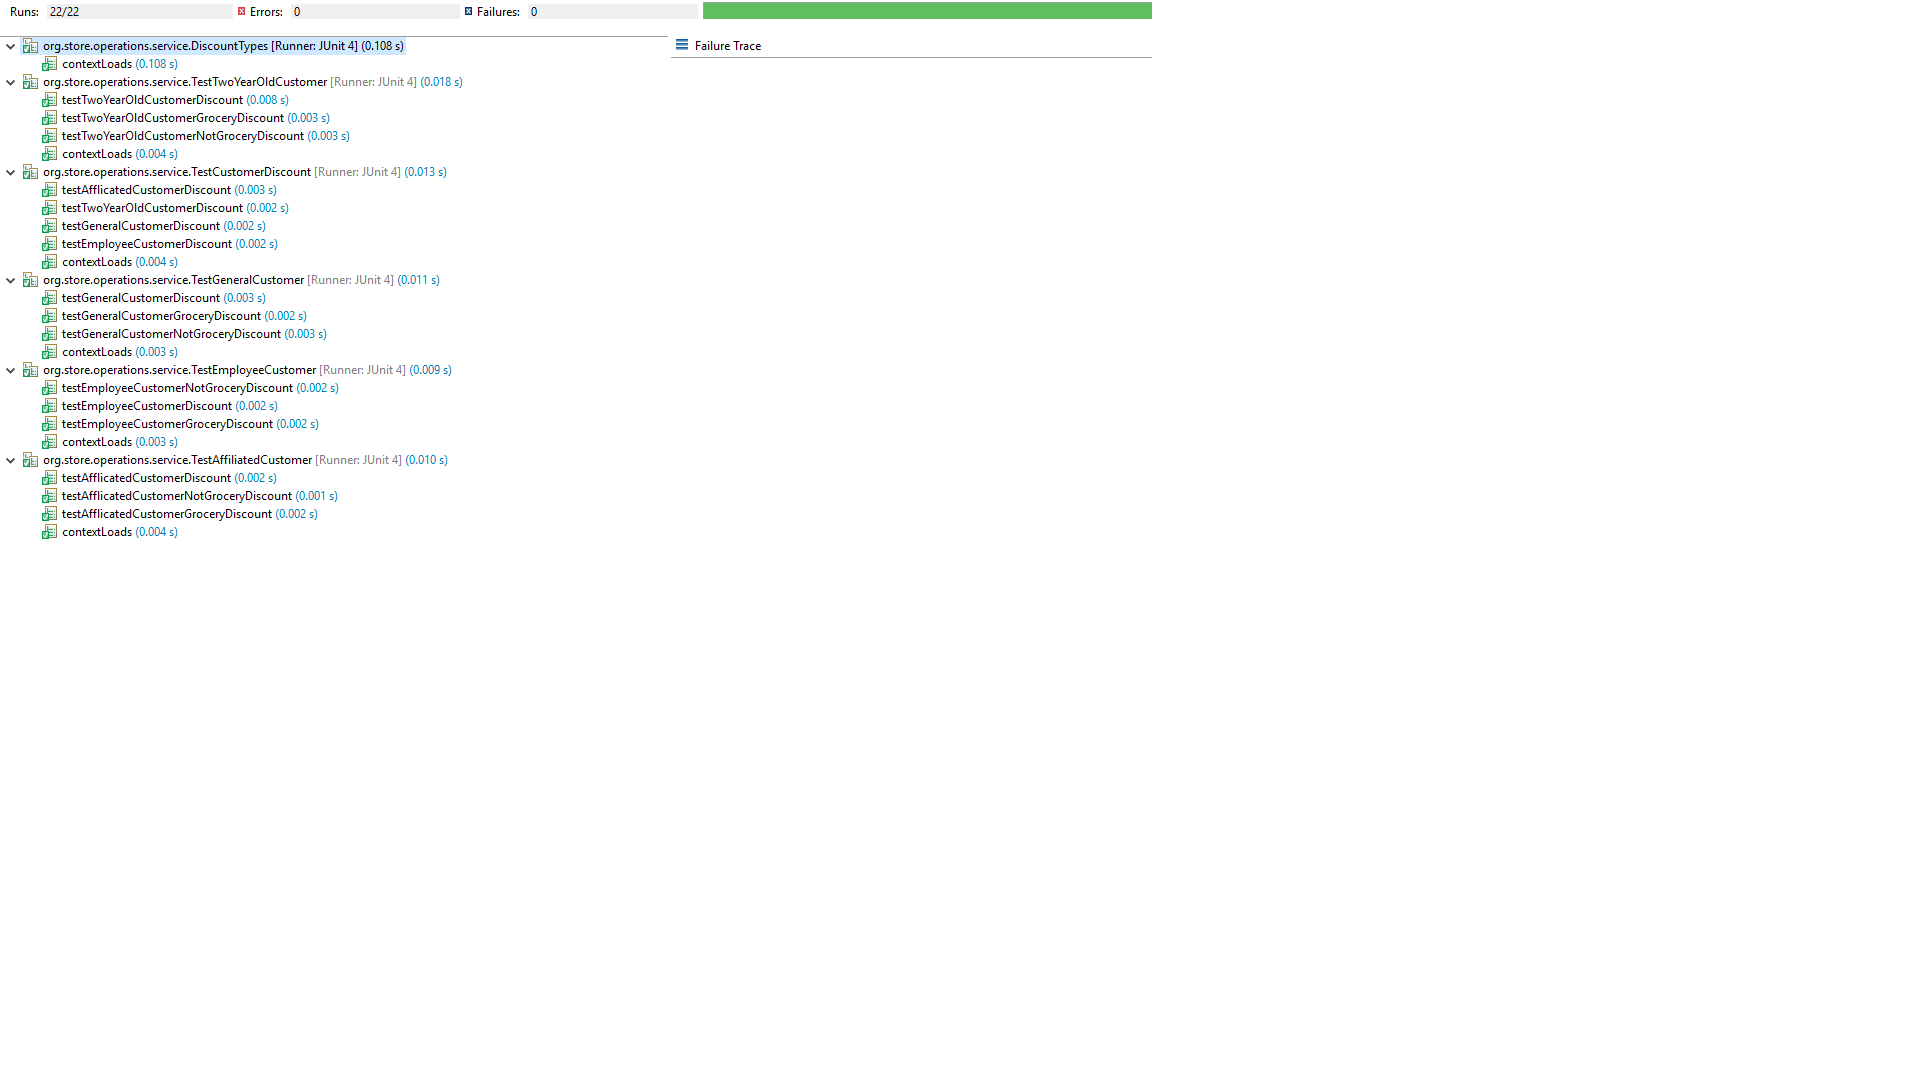 Runs: 22/22 Errors: 0 Failures: 0
org.store.operations.service.DiscountTypes [Runner: JUnit 4] (0.108 s)
contextLoads (0.108 s)
org.store.operations.service.TestTwoYearOldCustomer [Runner: JUnit 4] (0.018 s)
testTwoYearOldCustomerDiscount (0.008 s)
testTwoYearOldCustomerGroceryDiscount (0.003 s)
testTwoYearOldCustomerNotGroceryDiscount (0.003 s)
contextLoads (0.004 s)
org.store.operations.service.TestCustomerDiscount [Runner: JUnit 4] (0.013 s)
testAfflicatedCustomerDiscount (0.003 s)
testTwoYearOldCustomerDiscount (0.002 s)
testGeneralCustomerDiscount (0.002 s)
testEmployeeCustomerDiscount (0.002 s)
contextLoads (0.004 s)
org.store.operations.service.TestGeneralCustomer [Runner: JUnit 4] (0.011 s)
testGeneralCustomerDiscount (0.003 s)
testGeneralCustomerGroceryDiscount (0.002 s)
testGeneralCustomerNotGroceryDiscount (0.003 s)
contextLoads (0.003 s)
org.store.operations.service.TestEmployeeCustomer [Runner: JUnit 4] (0.009 s)
testEmployeeCustomerNotGroceryDiscount (0.002 s)
testEmployeeCustomerDiscount (0.002 s)
testEmployeeCustomerGroceryDiscount (0.002 s)
contextLoads (0.003 s)
org.store.operations.service.TestAffiliatedCustomer [Runner: JUnit 4] (0.010 s)
testAfflicatedCustomerDiscount (0.002 s)
testAfflicatedCustomerNotGroceryDiscount (0.001 s)
testAfflicatedCustomerGroceryDiscount (0.002 s)
contextLoads (0.004 s)
Failure Trace